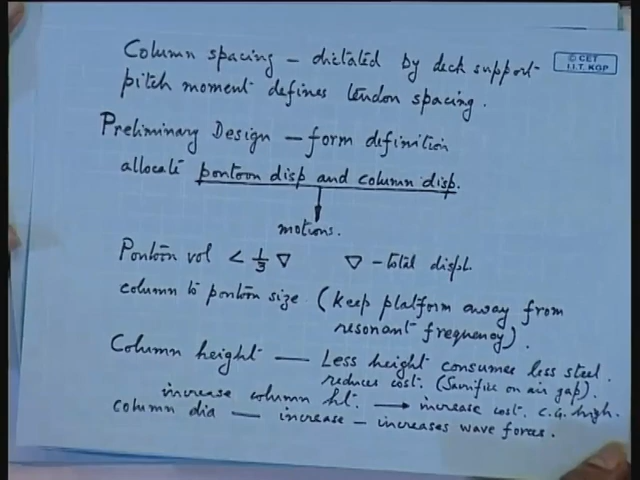 Column spacing – dictated by deck support
© CET
I.I.T. KGP
pitch moment defines tendon spacing.
Preliminary Design – form definition
allocate pontoon disp and column disp.
motions.
Pontoon vol < 1/3 ∇    ∇ – total displ.
column to pontoon size (keep platform away from
resonant frequency).
Column height — Less height consumes less steel.
reduces cost. (Sacrifice on air gap).
increase column ht. → increase cost. C.G. high.
column dia — increase – increases wave forces.